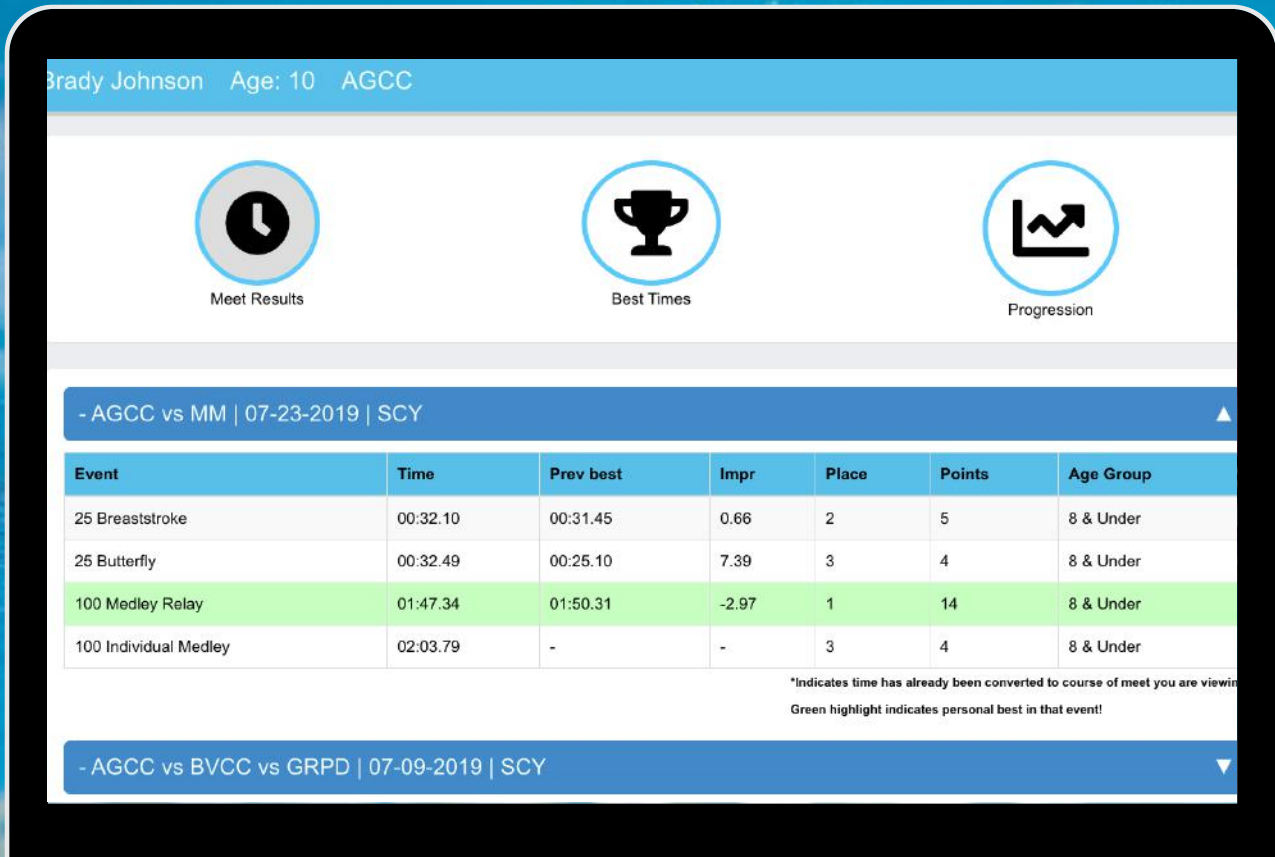 Brady Johnson Age: 10 AGCC
Meet Results
Best Times
Progression
- AGCC vs MM | 07-23-2019 | SCY
Event Time Prev best Impr Place Points Age Group
25 Breaststroke 00:32.10 00:31.45 0.66 2 5 8 & Under
25 Butterfly 00:32.49 00:25.10 7.39 3 4 8 & Under
100 Medley Relay 01:47.34 01:50.31 -2.97 1 14 8 & Under
100 Individual Medley 02:03.79 - - 3 4 8 & Under
*Indicates time has already been converted to course of meet you are viewin
Green highlight indicates personal best in that event!
- AGCC vs BVCC vs GRPD | 07-09-2019 | SCY